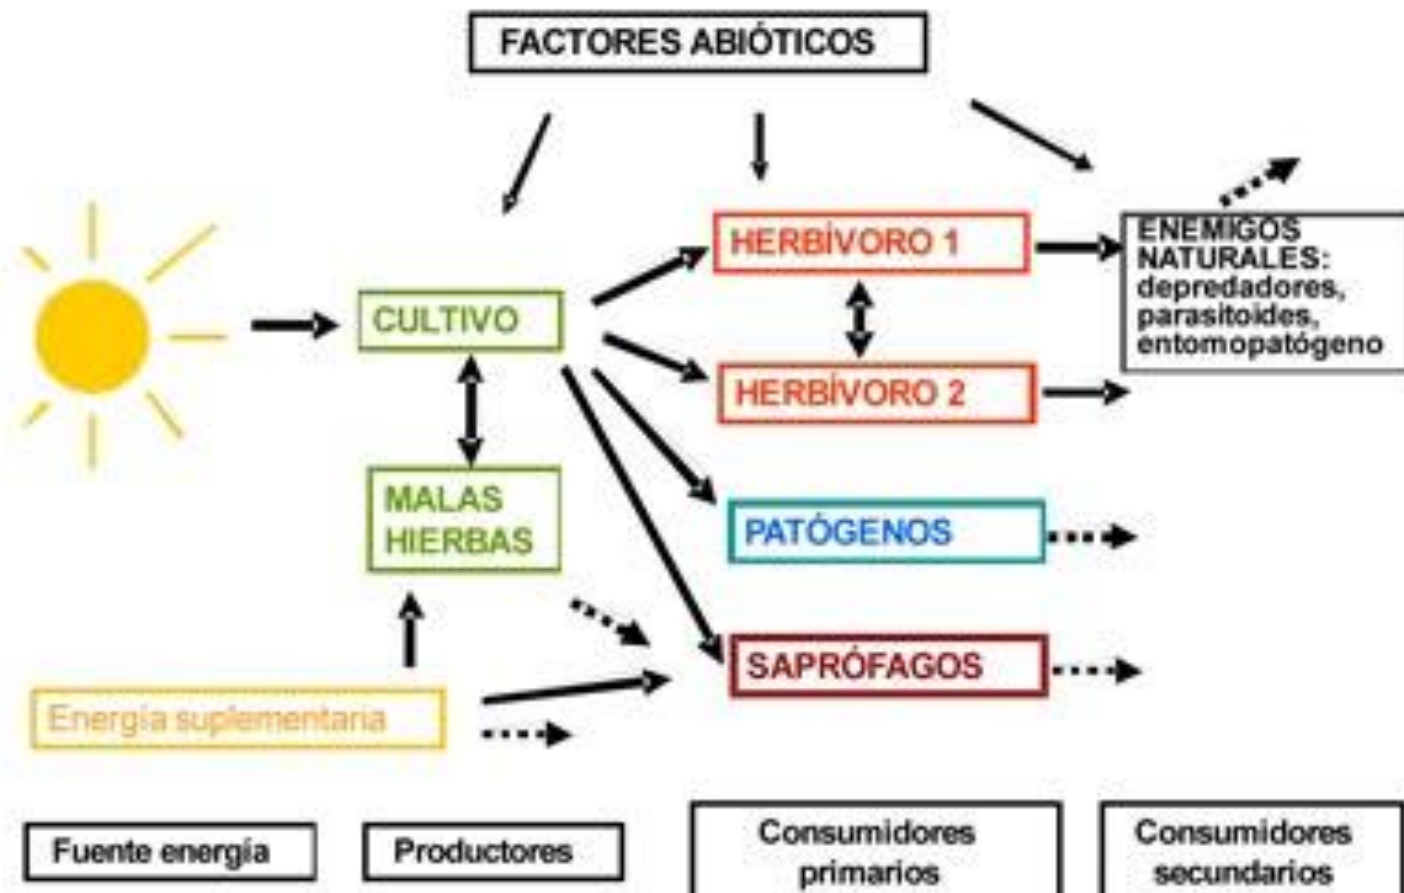 FACTORES ABIÓTICOS
HERBÍVORO 1
ENEMIGOS
NATURALES:
depredadores,
parasitoides,
entomopatógeno
CULTIVO
HERBÍVORO 2
MALAS
HIERBAS
PATÓGENOS
SAPRÓFAGOS
Energía suplementaria
Fuente energía
Productores
Consumidores
primarios
Consumidores
secundarios